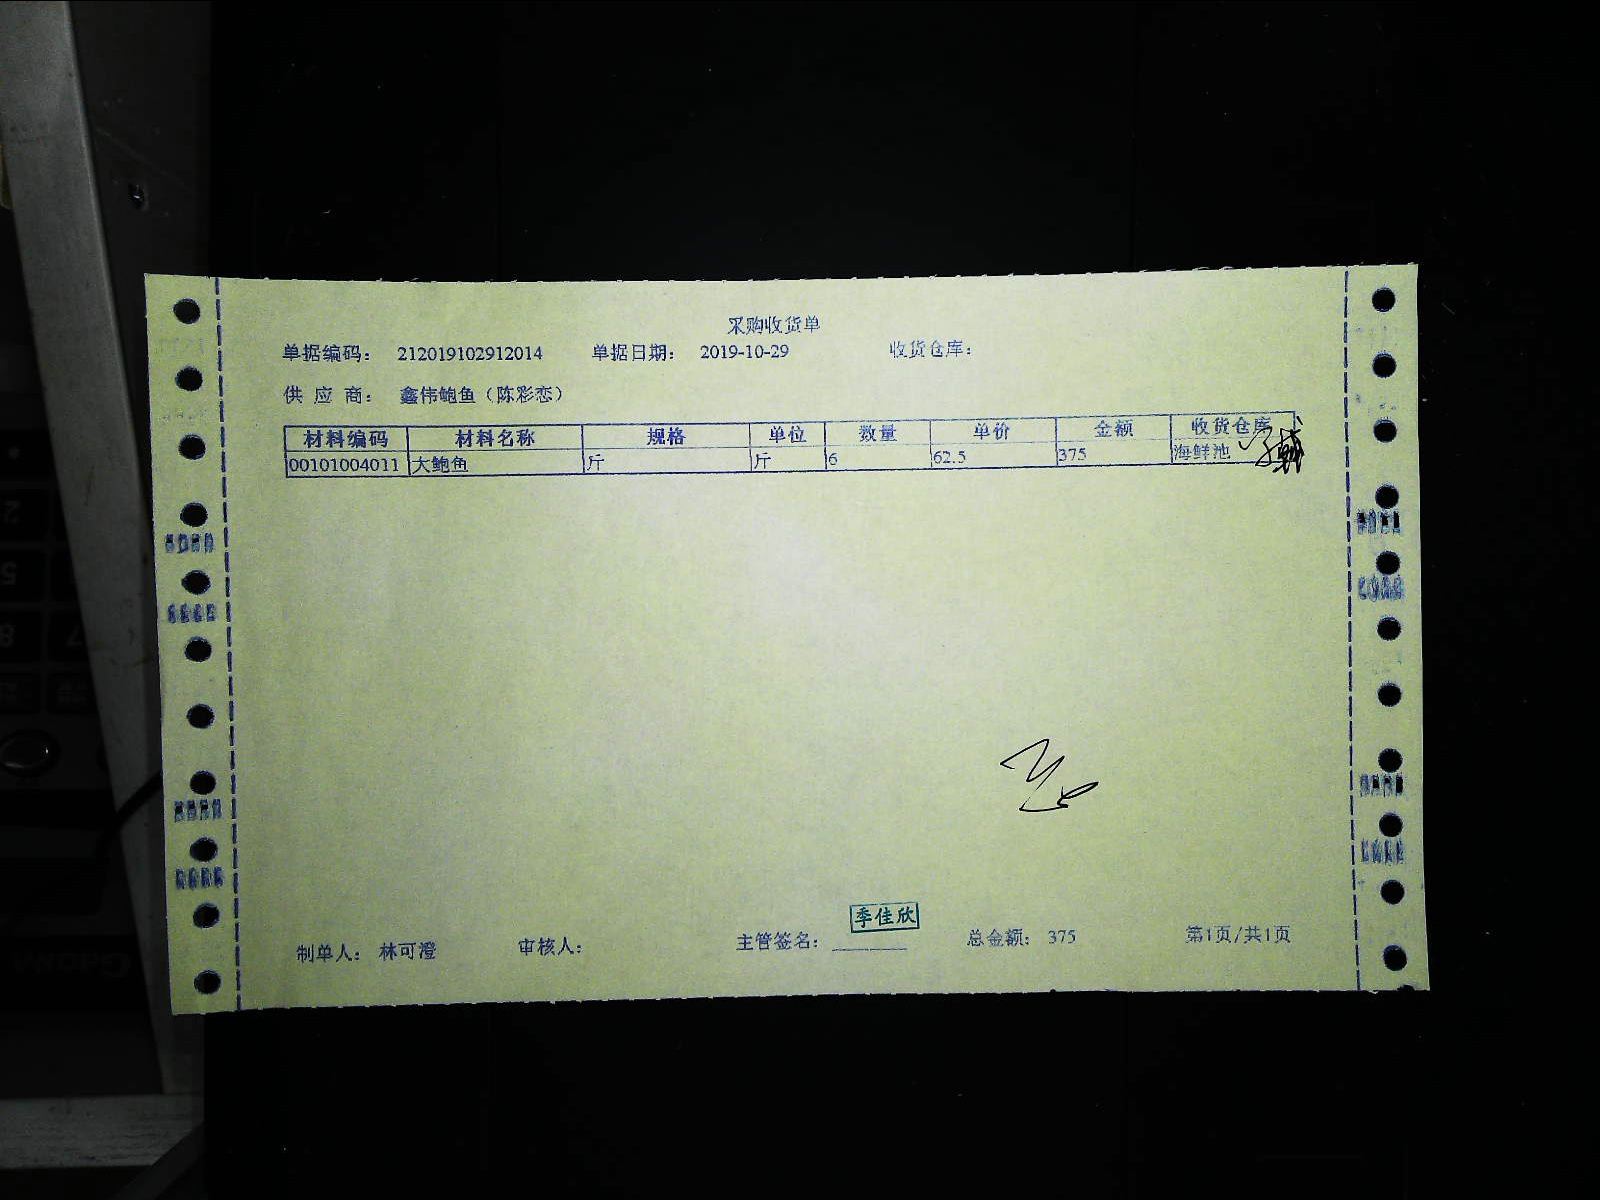 采购收货单
单据编码： 212019102912014 单据日期： 2019-10-29 收货仓库：
供 应 商： 鑫伟鲍鱼（陈彩恋）
材料编码 材料名称 规格 单位 数量 单价 金额 收货仓库
00101004011 大鲍鱼 斤 斤 6 62.5 375 海鲜池
季佳欣
制单人： 林可澄 审核人： 主管签名： 总金额： 375 第1页/共1页